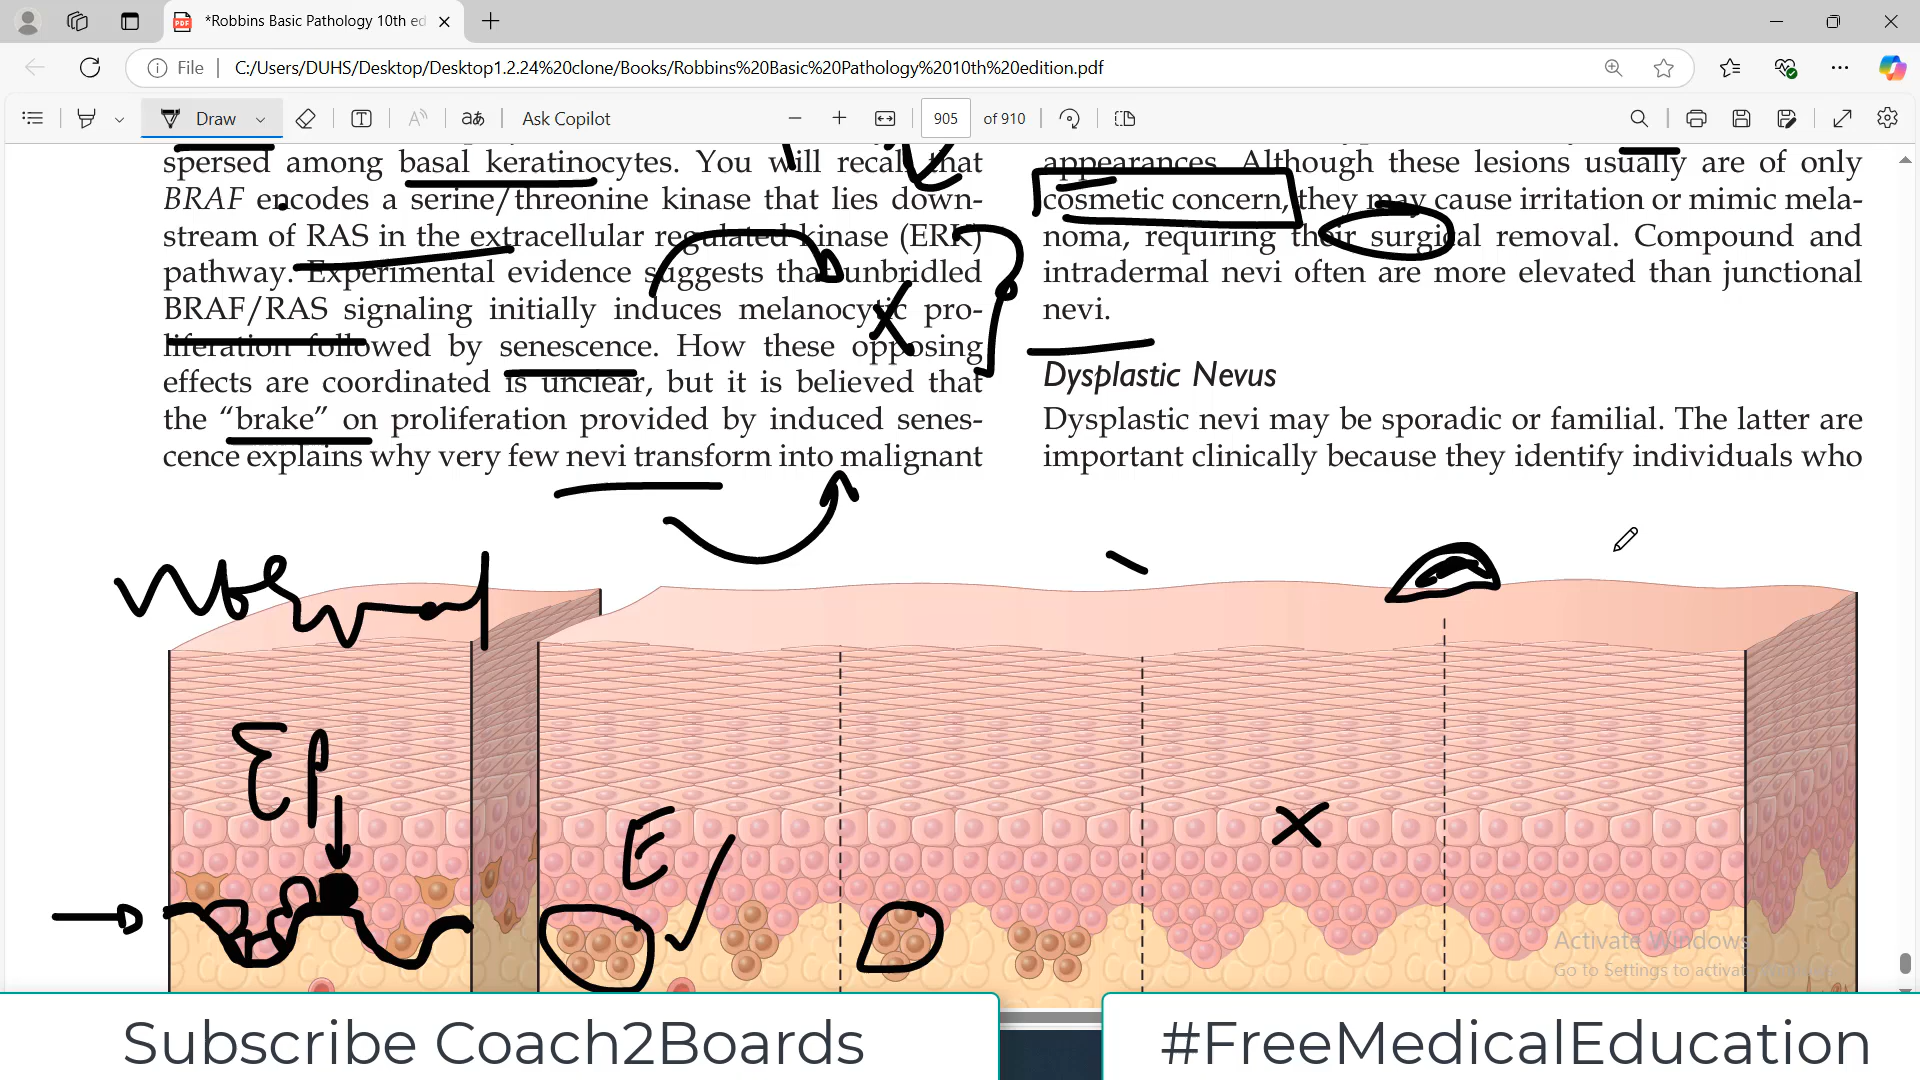 *Robbins Basic Pathology 10th ed
File
C:/Users/DUHS/Desktop/Desktop1.2.24%20clone/Books/Robbins%20Basic%20Pathology%2010th%20edition.pdf
Draw
aあ
Ask Copilot
905 of 910
spersed among basal keratinocytes. You will recall that
BRAF encodes a serine/threonine kinase that lies down-
stream of RAS in the extracellular regulated kinase (ERK)
pathway. Experimental evidence suggests that unbridled
BRAF/RAS signaling initially induces melanocytic pro-
liferation followed by senescence. How these opposing
effects are coordinated is unclear, but it is believed that
the “brake” on proliferation provided by induced senes-
cence explains why very few nevi transform into malignant
appearances. Although these lesions usually are of only
cosmetic concern, they may cause irritation or mimic mela-
noma, requiring their surgical removal. Compound and
intradermal nevi often are more elevated than junctional
nevi.
Dysplastic Nevus
Dysplastic nevi may be sporadic or familial. The latter are
important clinically because they identify individuals who
Ep
E
X
X
Activate Windows
Go to Settings to activate
Subscribe Coach2Boards
#FreeMedicalEducation